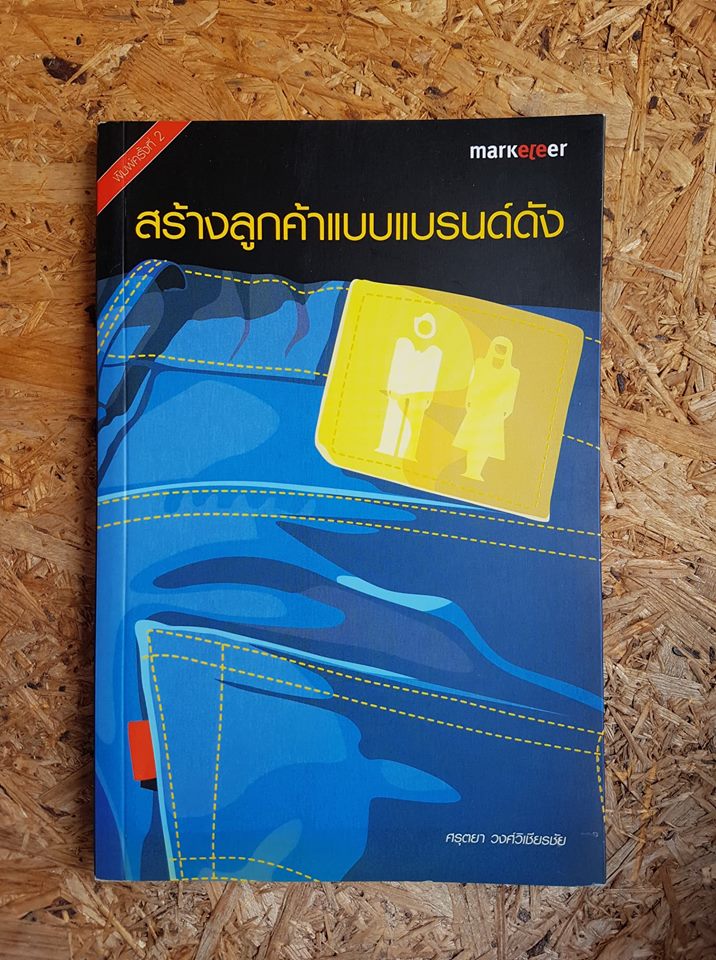 พิมพ์ครั้งที่ 2
marketeer
สร้างลูกค้าแบบแบรนด์ดัง
ศรุตยา วงศ์วิเชียรชัย